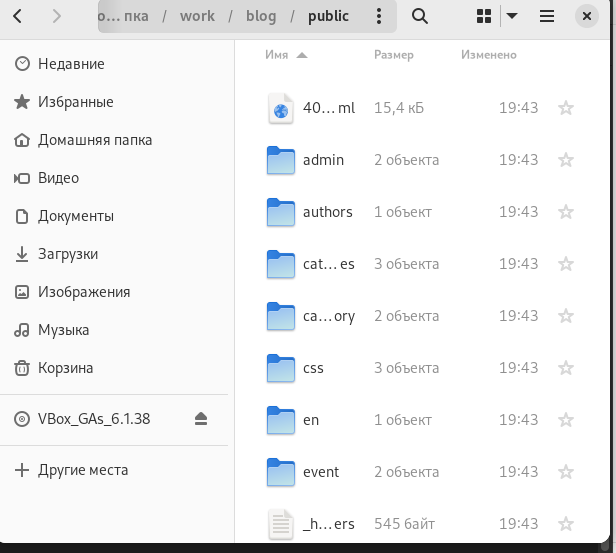 о… пка / work / blog / public
Имя Размер Изменено
Недавние
Избранные
Домашняя папка
Видео
Документы
Загрузки
Изображения
Музыка
Корзина
VBox_GAs_6.1.38
Другие места
40…ml 15,4 кБ 19:43
admin 2 объекта 19:43
authors 1 объект 19:43
cat…es 3 объекта 19:43
ca…ory 2 объекта 19:43
css 3 объекта 19:43
en 1 объект 19:43
event 2 объекта 19:43
_h…ers 545 байт 19:43